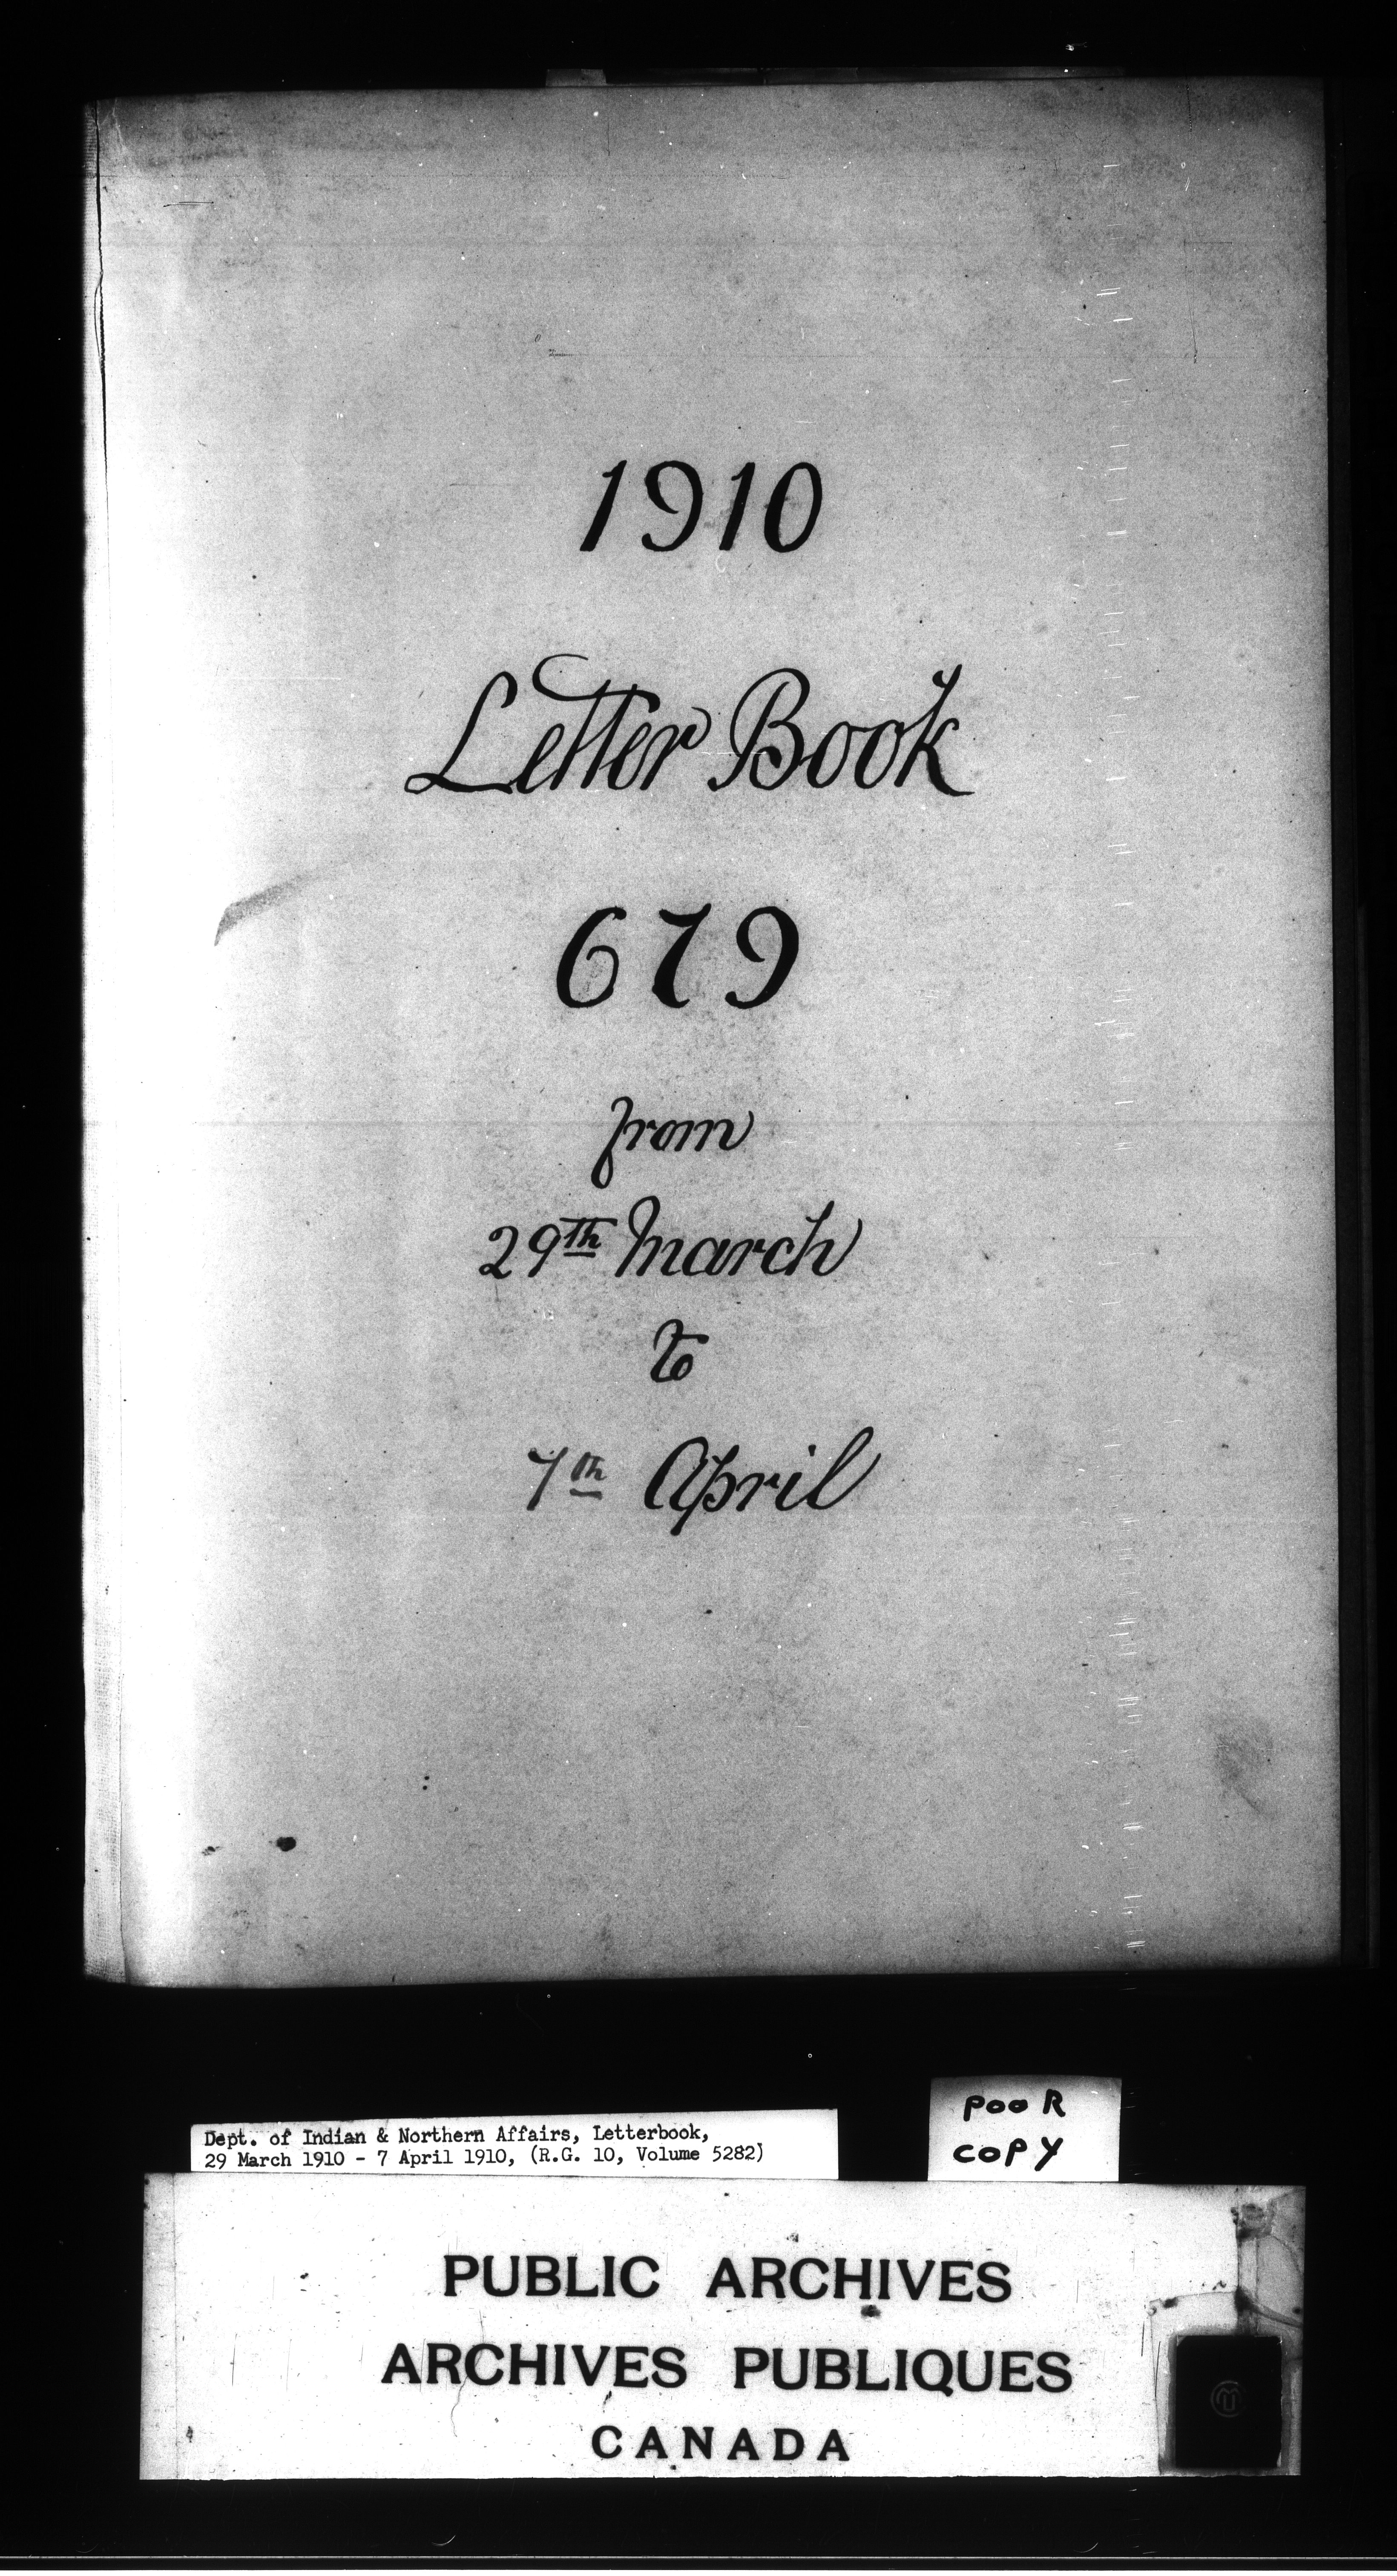 1910
Letter Book
679
from
29th March
to
7th April
Dept. of Indian & Northern Affairs, Letterbook,
29 March 1910 - 7 April 1910, (R.G. 10, Volume 5282)
POOR
COPY
PUBLIC ARCHIVES
ARCHIVES PUBLIQUES
CANADA